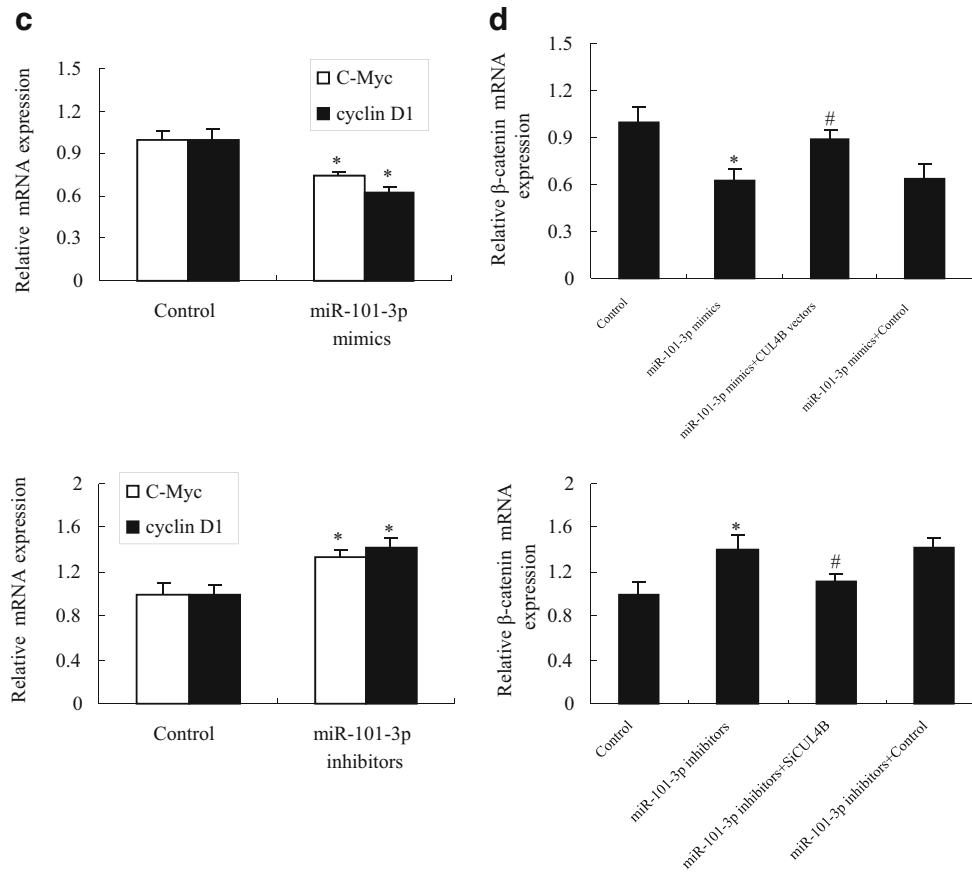 c
Relative mRNA expression
1.5
1.2
0.9
0.6
0.3
0
C-Myc
cyclin D1
*
*
Control
miR-101-3p
mimics
d
Relative β-catenin mRNA
expression
1.5
1.2
0.9
0.6
0.3
0
*
#
Control
miR-101-3p mimics
miR-101-3p mimics+CUL4B vectors
miR-101-3p mimics+Control
Relative mRNA expression
2
1.6
1.2
0.8
0.4
0
C-Myc
cyclin D1
*
*
Control
miR-101-3p
inhibitors
Relative β-catenin mRNA
expression
2
1.6
1.2
0.8
0.4
0
*
#
Control
miR-101-3p inhibitors
miR-101-3p inhibitors+SiCUL4B
miR-101-3p inhibitors+Control